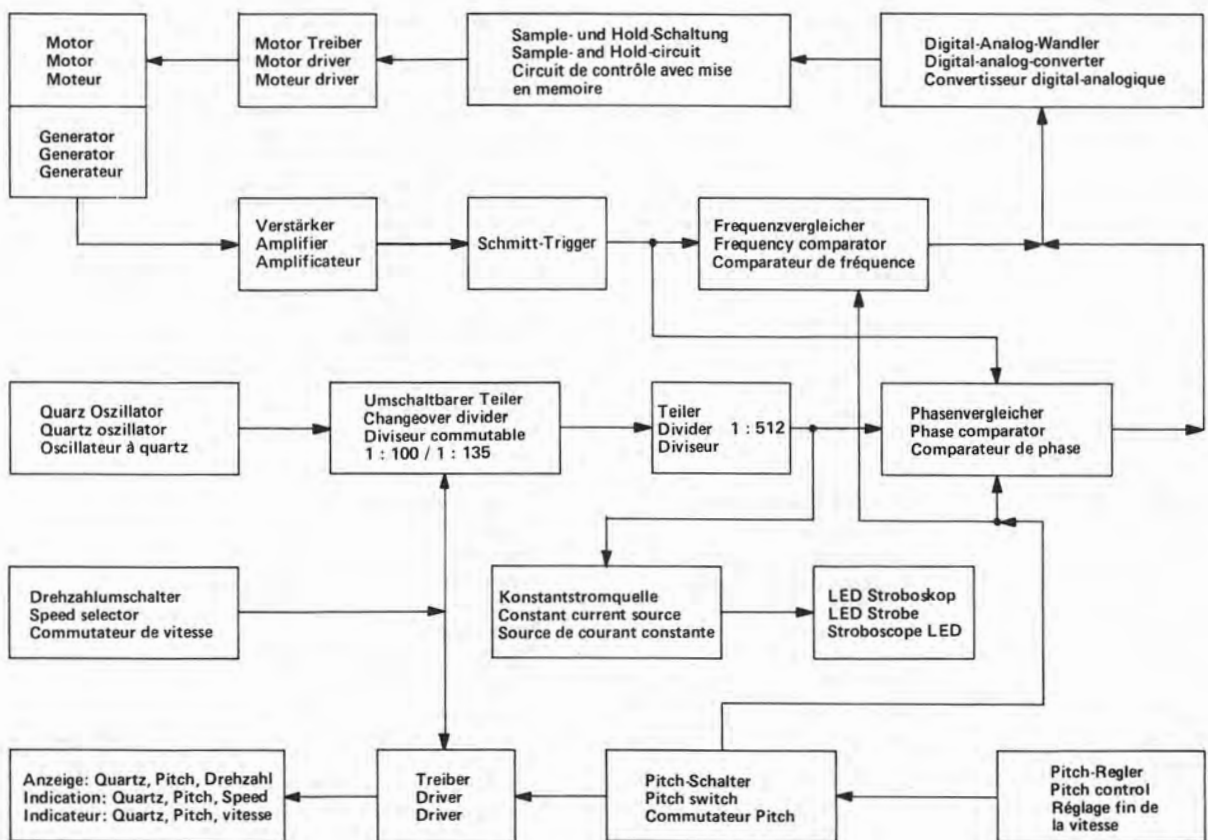 Motor
Motor
Moteur
Motor Treiber
Motor driver
Moteur driver
Sample- und Hold-Schaltung
Sample- and Hold-circuit
Circuit de contrôle avec mise
en memoire
Digital-Analog-Wandler
Digital-analog-converter
Convertisseur digital-analogique
Generator
Generator
Generateur
Verstärker
Amplifier
Amplificateur
Schmitt-Trigger
Frequenzvergleicher
Frequency comparator
Comparateur de fréquence
Quarz Oszillator
Quartz oszillator
Oscillateur à quartz
Umschaltbarer Teiler
Changeover divider
Diviseur commutable
1 : 100 / 1 : 135
Teiler
Divider 1 : 512
Diviseur
Phasenvergleicher
Phase comparator
Comparateur de phase
Drehzahlumschalter
Speed selector
Commutateur de vitesse
Konstantstromquelle
Constant current source
Source de courant constante
LED Stroboskop
LED Strobe
Stroboscope LED
Anzeige: Quartz, Pitch, Drehzahl
Indication: Quartz, Pitch, Speed
Indicateur: Quartz, Pitch, vitesse
Treiber
Driver
Driver
Pitch-Schalter
Pitch switch
Commutateur Pitch
Pitch-Regler
Pitch control
Réglage fin de
la vitesse